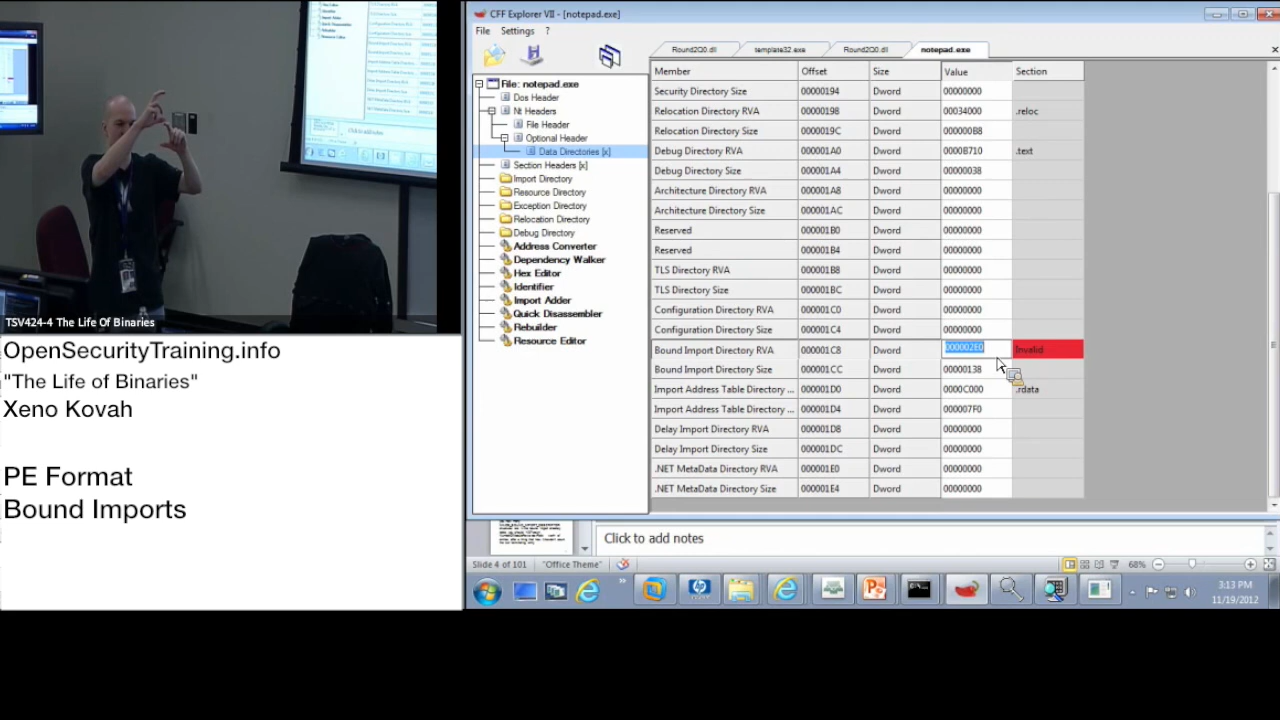 TSV424-4 The Life Of Binaries
OpenSecurityTraining.info
"The Life of Binaries"
Xeno Kovah
PE Format
Bound Imports
CFF Explorer VII - [notepad.exe]
File Settings ?
Round2Q0.dll template32.exe Round2Q0.dll notepad.exe
File: notepad.exe
Dos Header
Nt Headers
File Header
Optional Header
Data Directories [x]
Section Headers [x]
Import Directory
Resource Directory
Exception Directory
Relocation Directory
Debug Directory
Address Converter
Dependency Walker
Hex Editor
Identifier
Import Adder
Quick Disassembler
Rebuilder
Resource Editor
Member Offset Size Value Section
Security Directory Size 00000194 Dword 00000000
Relocation Directory RVA 00000198 Dword 00034000 .reloc
Relocation Directory Size 0000019C Dword 000000B8
Debug Directory RVA 000001A0 Dword 0000B710 .text
Debug Directory Size 000001A4 Dword 00000038
Architecture Directory RVA 000001A8 Dword 00000000
Architecture Directory Size 000001AC Dword 00000000
Reserved 000001B0 Dword 00000000
Reserved 000001B4 Dword 00000000
TLS Directory RVA 000001B8 Dword 00000000
TLS Directory Size 000001BC Dword 00000000
Configuration Directory RVA 000001C0 Dword 00000000
Configuration Directory Size 000001C4 Dword 00000000
Bound Import Directory RVA 000001C8 Dword 000002E0 Invalid
Bound Import Directory Size 000001CC Dword 00000138
Import Address Table Directory ... 000001D0 Dword 0000C000 .rdata
Import Address Table Directory ... 000001D4 Dword 000007F0
Delay Import Directory RVA 000001D8 Dword 00000000
Delay Import Directory Size 000001DC Dword 00000000
.NET MetaData Directory RVA 000001E0 Dword 00000000
.NET MetaData Directory Size 000001E4 Dword 00000000
Click to add notes
Slide 4 of 101 "Office Theme" 68%
3:13 PM
11/19/2012